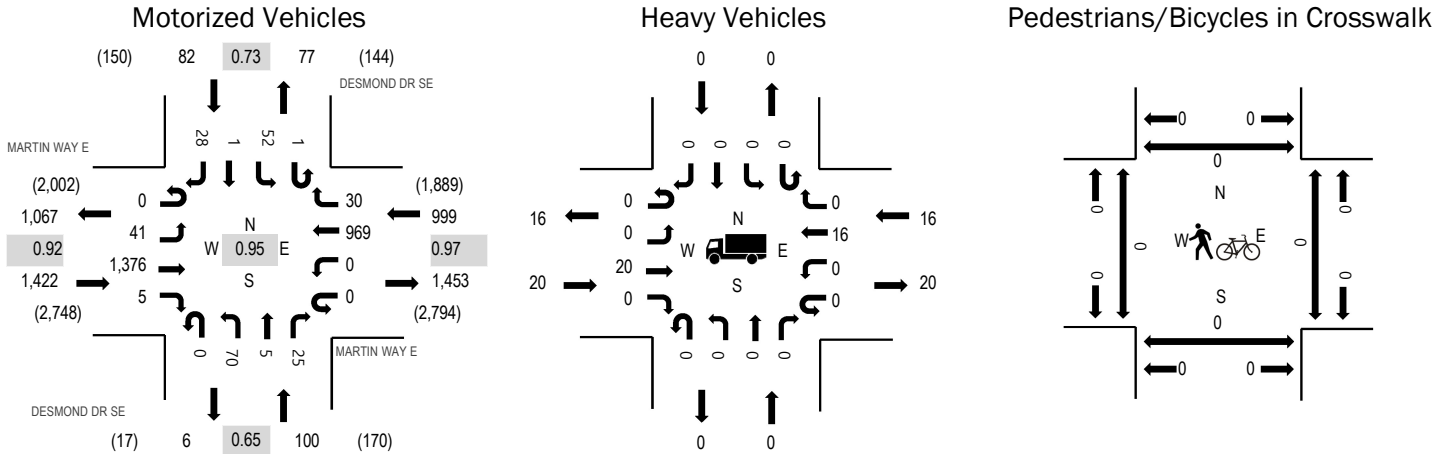 Motorized Vehicles Heavy Vehicles Pedestrians/Bicycles in Crosswalk
(150) 82 0.73 77 (144) 0 0
DESMOND DR SE
0 0
28 1 52 1 0 0 0 0 0
MARTIN WAY E
(2,002) 0 (1,889) 30 0 0
1,067 999 16 16 N 0 0
41 N 969 0 N 16
0.92 W 0.95 E 0.97 W E 0 W E 0
1,376 0 20 0
1,422 S 1,453 20 S 20 0 0
5 0 0 0 S
(2,748) (2,794) 0
0 70 5 25 MARTIN WAY E 0 0 0 0
0 0
DESMOND DR SE
(17) 6 0.65 100 (170) 0 0